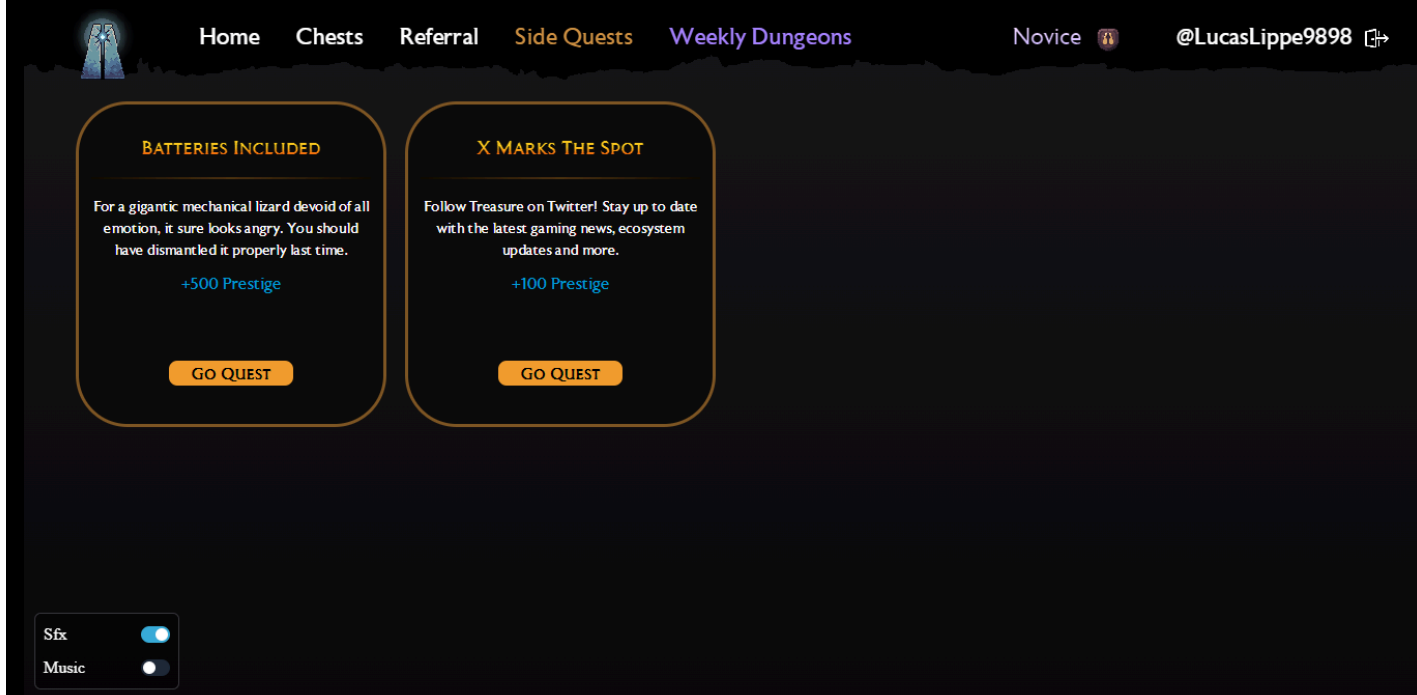 Home Chests Referral Side Quests Weekly Dungeons Novice @LucasLippe9898
Batteries Included
For a gigantic mechanical lizard devoid of all
emotion, it sure looks angry. You should
have dismantled it properly last time.
+500 Prestige
Go Quest
X Marks The Spot
Follow Treasure on Twitter! Stay up to date
with the latest gaming news, ecosystem
updates and more.
+100 Prestige
Go Quest
Sfx
Music